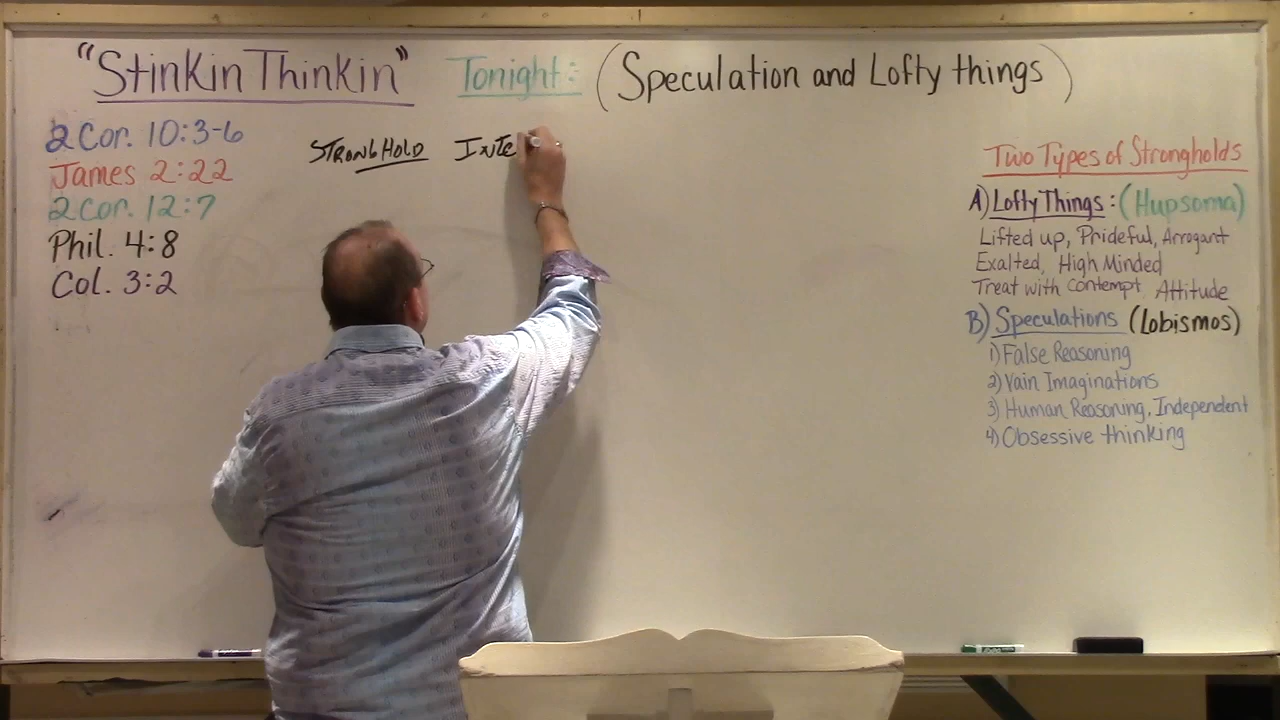 "Stinkin Thinkin" Tonight: (Speculation and Lofty things)
2 Cor. 10:3-6
James 2:22
2 Cor. 12:7
Phil. 4:8
Col. 3:2
STRONGHOLD INTE
Two Types of Strongholds
A) Lofty Things: (Hupsoma)
Lifted up, Prideful, Arrogant
Exalted, High Minded
Treat with contempt Attitude
B) Speculations (Lobismos)
1) False Reasoning
2) Vain Imaginations
3) Human Reasoning, Independent
4) Obsessive thinking